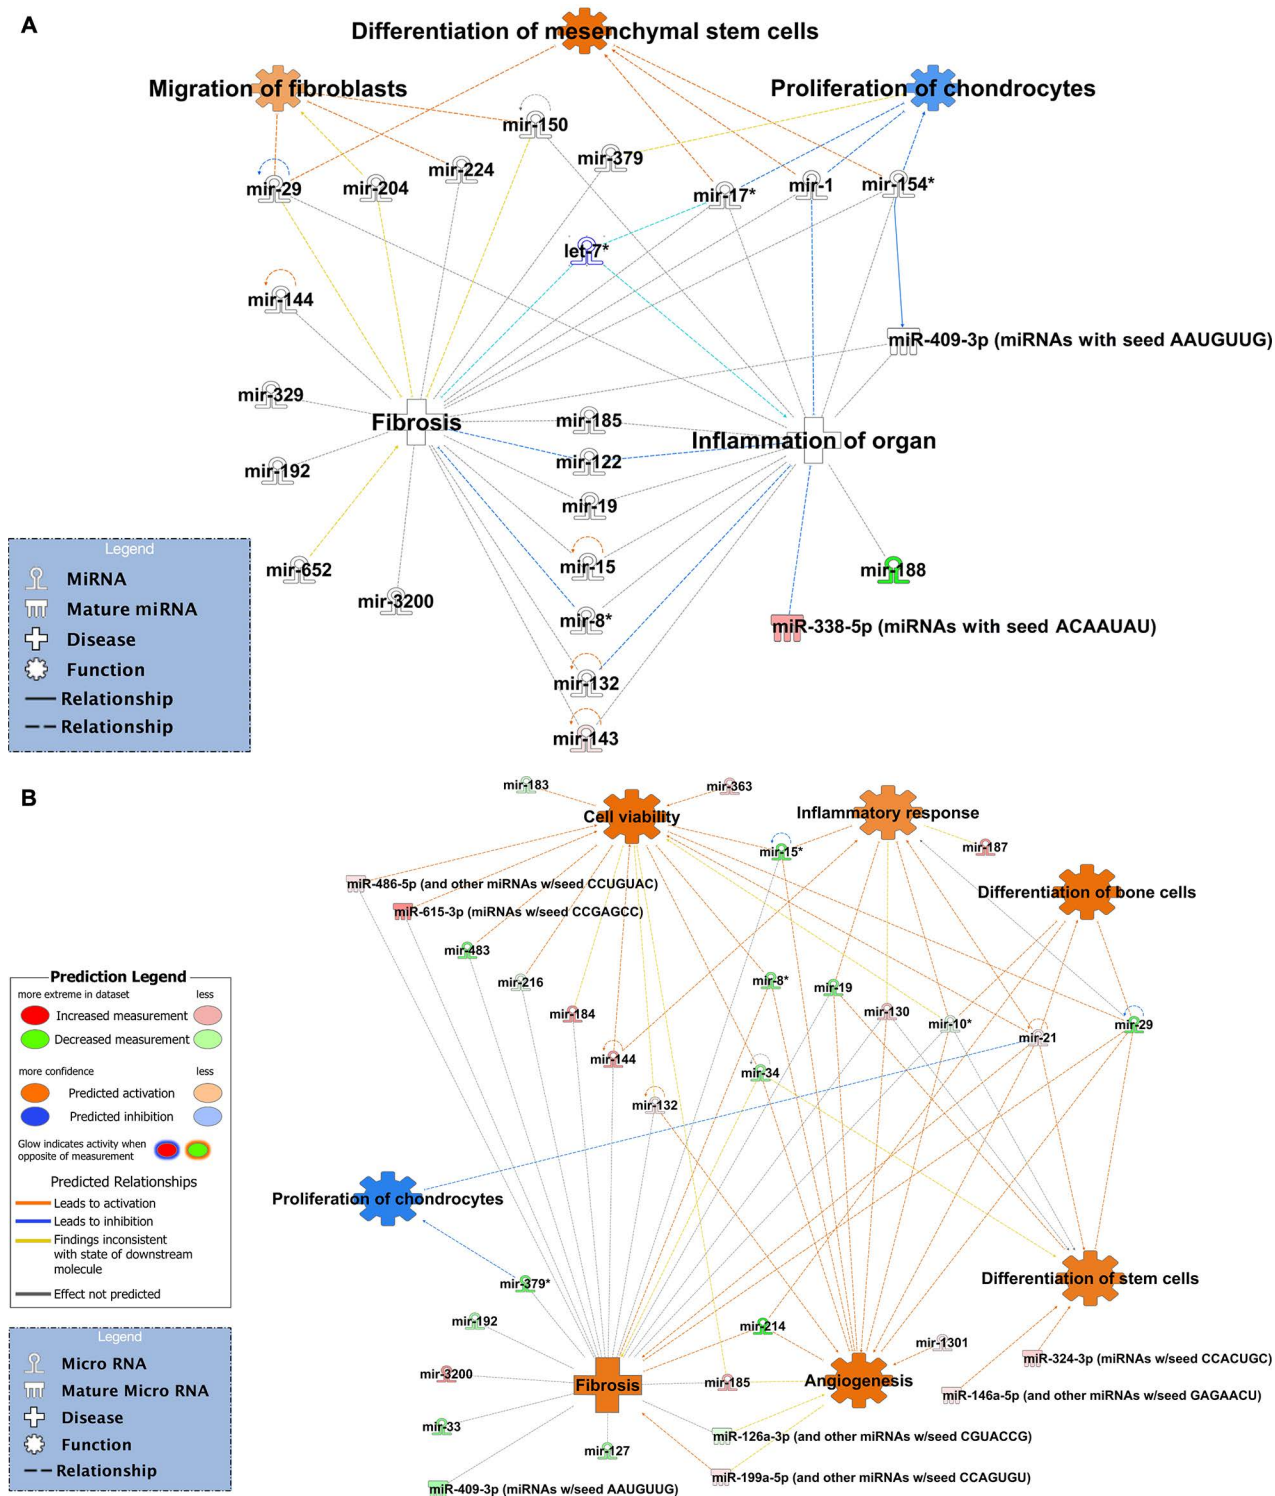 A
Differentiation of mesenchymal stem cells
Migration of fibroblasts
Proliferation of chondrocytes
mir-150
mir-379
mir-224
mir-29
mir-204
mir-17*
mir-1
mir-154*
let-7*
mir-144
miR-409-3p (miRNAs with seed AAUGUUG)
mir-329
Fibrosis
mir-185
Inflammation of organ
mir-122
mir-192
mir-19
mir-652
mir-15
mir-188
mir-3200
mir-8*
miR-338-5p (miRNAs with seed ACAAUAU)
mir-132
mir-143
Legend
MiRNA
Mature miRNA
Disease
Function
Relationship
Relationship
B
mir-183
mir-363
Cell viability
Inflammatory response
mir-15*
mir-187
miR-486-5p (and other miRNAs w/seed CCUGUAC)
Differentiation of bone cells
miR-615-3p (miRNAs w/seed CCGAGCC)
mir-483
mir-216
mir-8*
mir-19
mir-184
mir-130
mir-10*
mir-29
mir-21
mir-144
mir-34
mir-132
Proliferation of chondrocytes
Differentiation of stem cells
mir-379*
mir-192
mir-214
mir-1301
miR-324-3p (miRNAs w/seed CCACUGC)
mir-3200
Fibrosis
mir-185
Angiogenesis
miR-146a-5p (and other miRNAs w/seed GAGAACU)
mir-33
mir-127
miR-126a-3p (and other miRNAs w/seed CGUACCG)
miR-199a-5p (and other miRNAs w/seed CCAGUGU)
miR-409-3p (miRNAs w/seed AAUGUUG)
Prediction Legend
more extreme in dataset less
Increased measurement
Decreased measurement
more confidence less
Predicted activation
Predicted inhibition
Glow indicates activity when
opposite of measurement
Predicted Relationships
Leads to activation
Leads to inhibition
Findings inconsistent
with state of downstream
molecule
Effect not predicted
Legend
Micro RNA
Mature Micro RNA
Disease
Function
Relationship